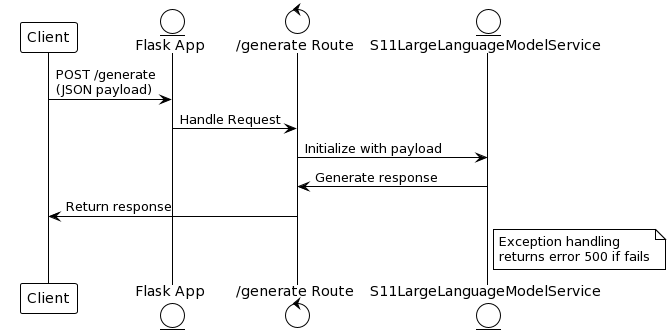 Client
Flask App
/generate Route
S11LargeLanguageModelService
POST /generate
(JSON payload)
Handle Request
Initialize with payload
Generate response
Return response
Exception handling
returns error 500 if fails
Client
Flask App
/generate Route
S11LargeLanguageModelService